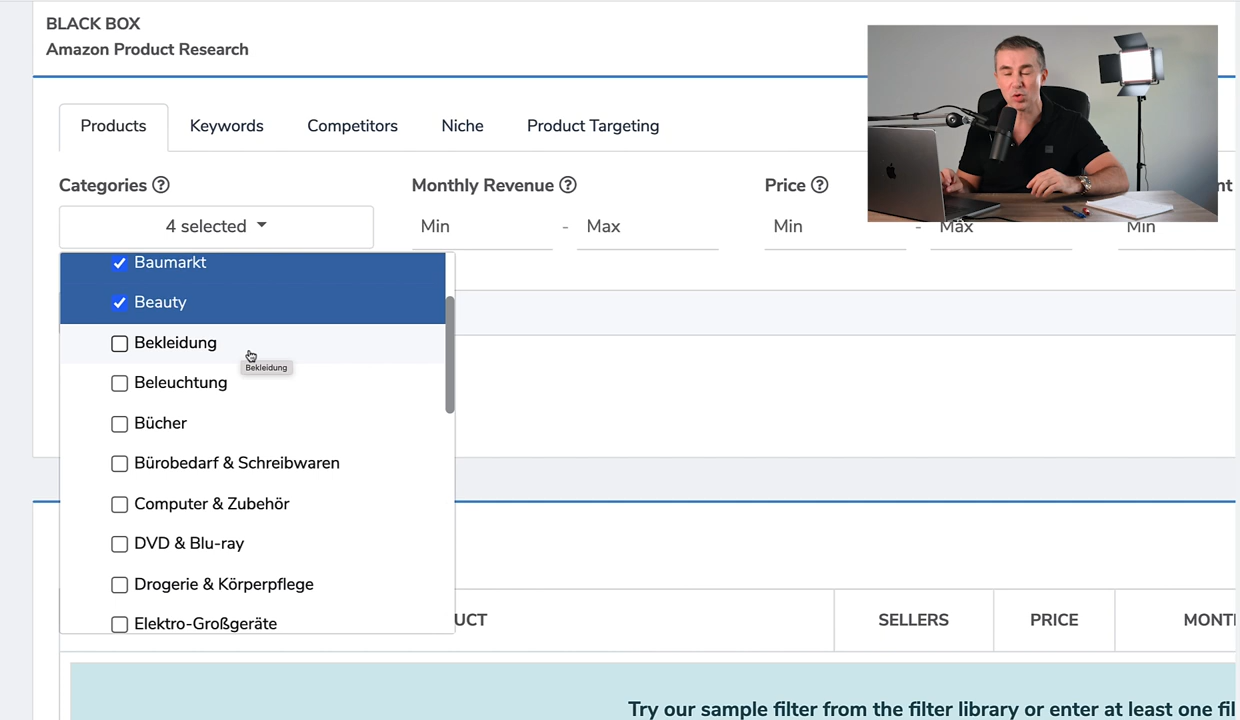 BLACK BOX
Amazon Product Research
Products Keywords Competitors Niche Product Targeting
Categories Monthly Revenue Price
4 selected Min - Max Min - Max Min
Baumarkt
Beauty
Bekleidung
Bekleidung
Beleuchtung
Bücher
Bürobedarf & Schreibwaren
Computer & Zubehör
DVD & Blu-ray
Drogerie & Körperpflege
Elektro-Großgeräte
UCT SELLERS PRICE MONT
Try our sample filter from the filter library or enter at least one fil